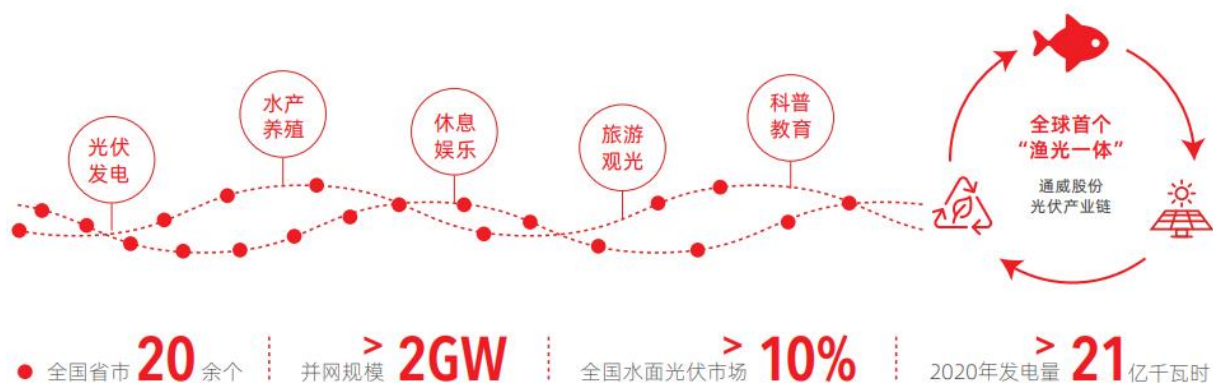 光伏
发电
水产
养殖
休息
娱乐
旅游
观光
科普
教育
全球首个
“渔光一体”
通威股份
光伏产业链
全国省市 20 余个
并网规模 > 2GW
全国水面光伏市场 > 10%
2020年发电量 > 21 亿千瓦时